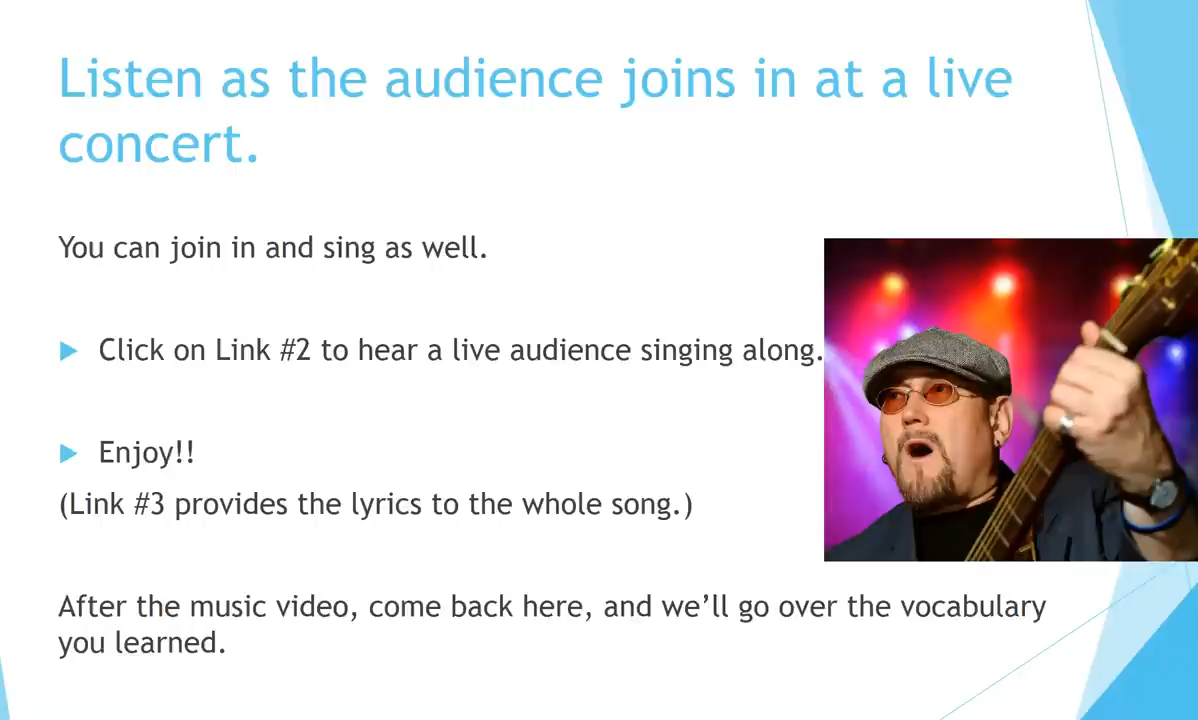 Listen as the audience joins in at a live
concert.
You can join in and sing as well.
Click on Link #2 to hear a live audience singing along.
Enjoy!!
(Link #3 provides the lyrics to the whole song.)
After the music video, come back here, and we’ll go over the vocabulary
you learned.